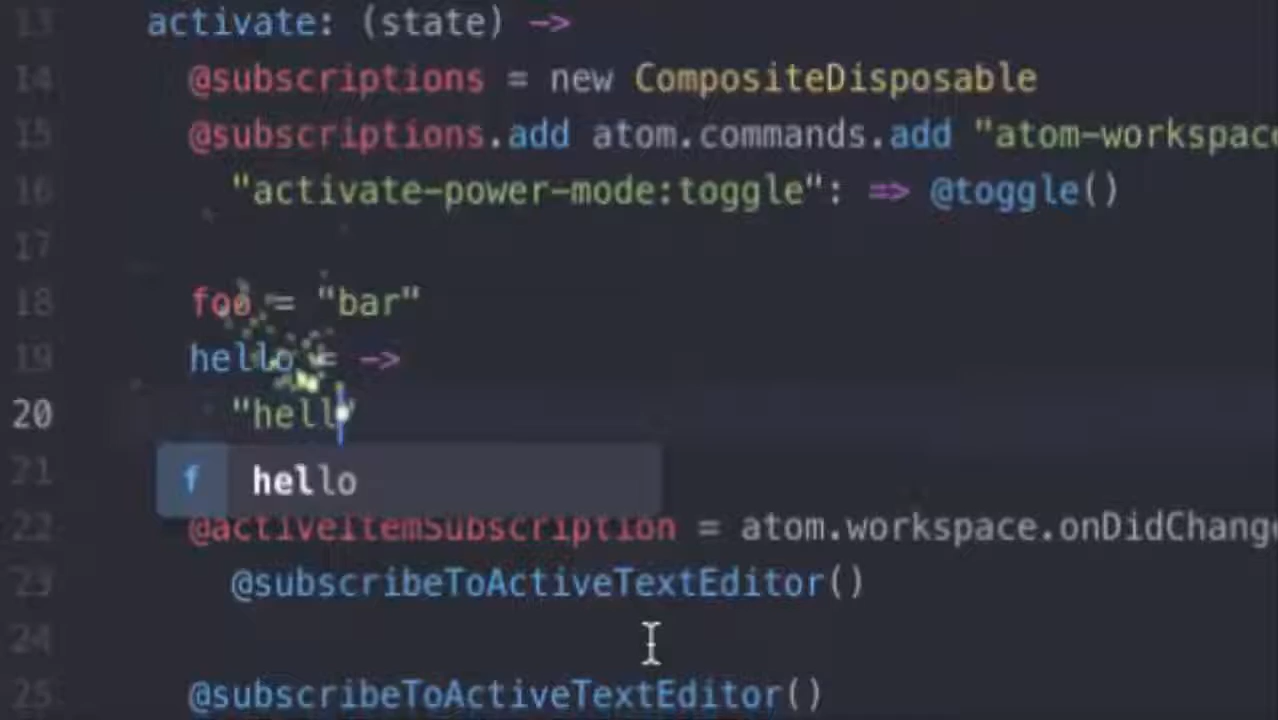 13 activate: (state) ->
14 @subscriptions = new CompositeDisposable
15 @subscriptions.add atom.commands.add "atom-workspace
16 "activate-power-mode:toggle": => @toggle()
17
18 foo = "bar"
19 hello = ->
20 "hell"
f hello
21
22 @activeItemSubscription = atom.workspace.onDidChange
23 @subscribeToActiveTextEditor()
24
25 @subscribeToActiveTextEditor()